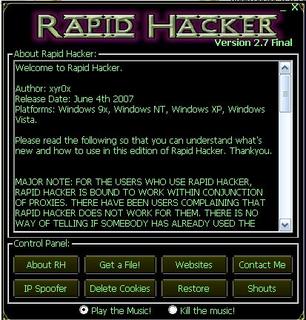 RAPID HACKER
Version 2.7 Final
About Rapid Hacker:
Welcome to Rapid Hacker.
Author: xyr0x
Release Date: June 4th 2007
Platforms: Windows 9x, Windows NT, Windows XP, Windows
Vista.
Please read the following so that you can understand what's
new and how to use in this edition of Rapid Hacker. Thankyou.
MAJOR NOTE: FOR THE USERS WHO USE RAPID HACKER,
RAPID HACKER IS BOUND TO WORK WITHIN CONJUNCTION
OF PROXIES. THERE HAVE BEEN USERS COMPLAINING THAT
RAPID HACKER DOES NOT WORK FOR THEM. THERE IS NO
WAY OF TELLING IF SOMEBODY HAS ALREADY USED THE
Control Panel:
About RH Get a File! Websites Contact Me
IP Spoofer Delete Cookies Restore Shouts
Play the Music! Kill the music!